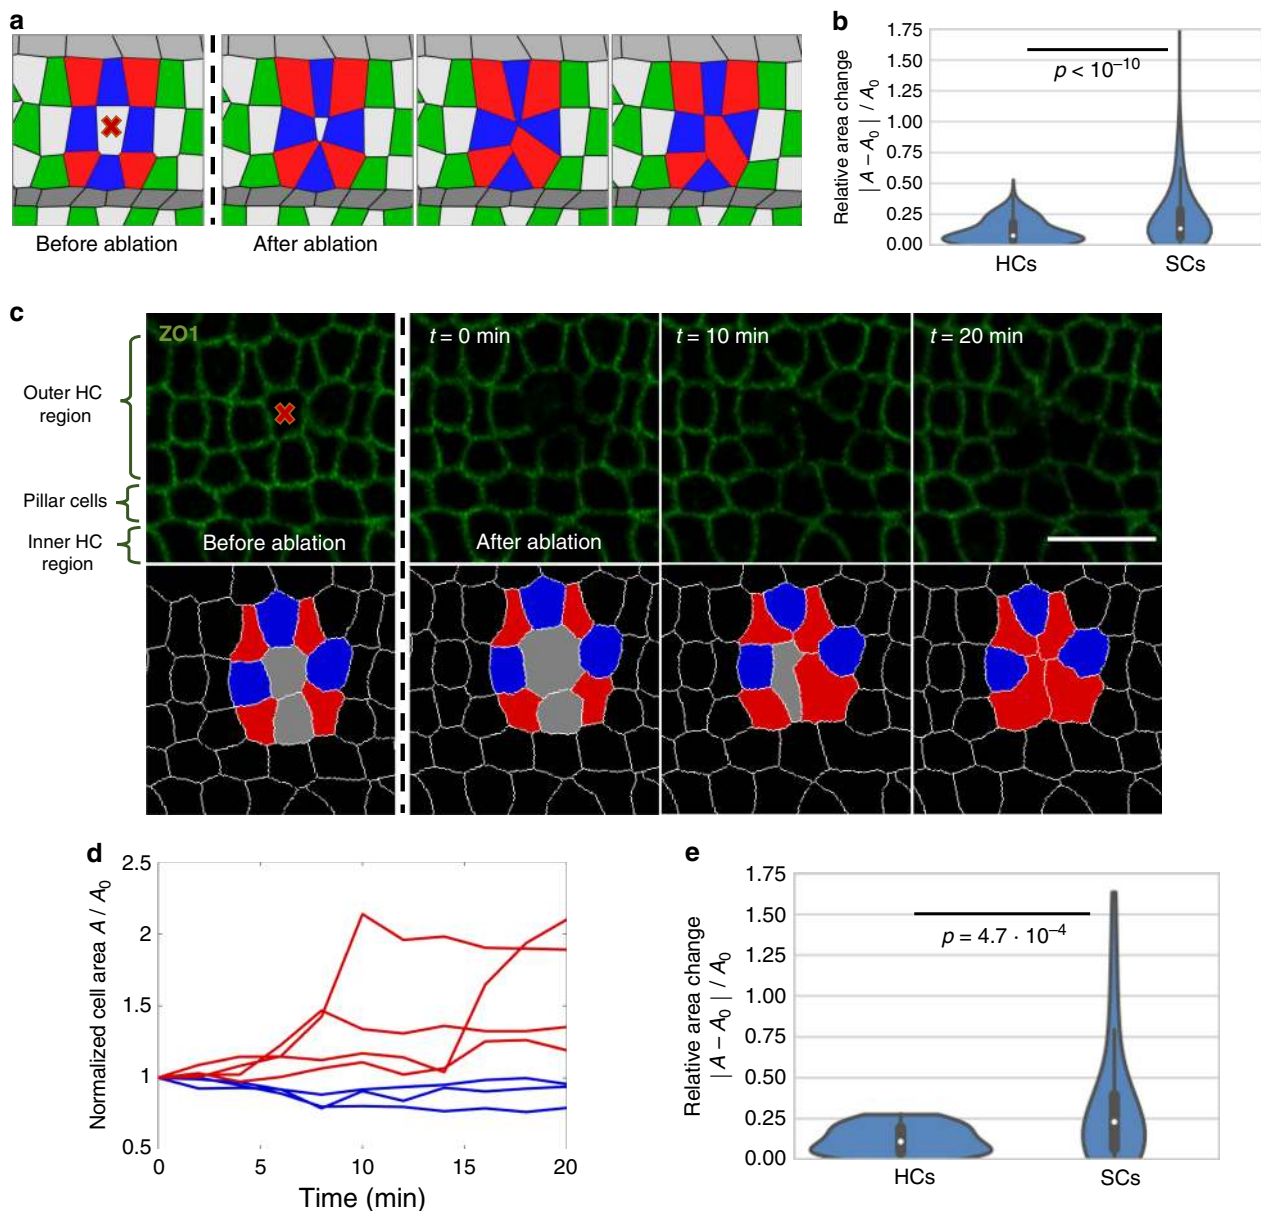 a
Before ablation
After ablation
b
Relative area change
| A – A0 | / A0
1.75
1.50
1.25
1.00
0.75
0.50
0.25
0.00
p < 10–10
HCs
SCs
c
Outer HC
region
Pillar cells
Inner HC
region
ZO1
Before ablation
t = 0 min
After ablation
t = 10 min
t = 20 min
d
Normalized cell area A / A0
2.5
2
1.5
1
0.5
0
5
10
15
20
Time (min)
e
Relative area change
| A – A0 | / A0
1.75
1.50
1.25
1.00
0.75
0.50
0.25
0.00
p = 4.7 · 10–4
HCs
SCs